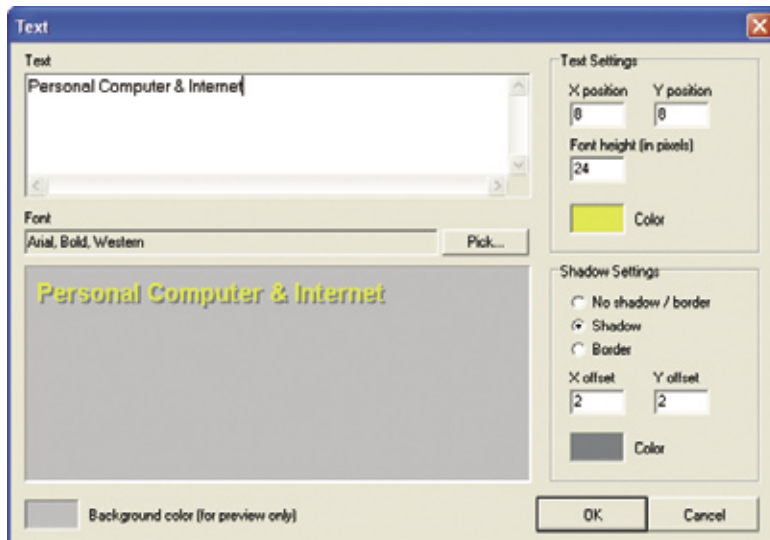 Text
Text
Personal Computer & Internet
Font
Arial, Bold, Western
Pick...
Personal Computer & Internet
Background color (for preview only)
Text Settings
X position Y position
8 8
Font height (in pixels)
24
Color
Shadow Settings
No shadow / border
Shadow
Border
X offset Y offset
2 2
Color
OK Cancel